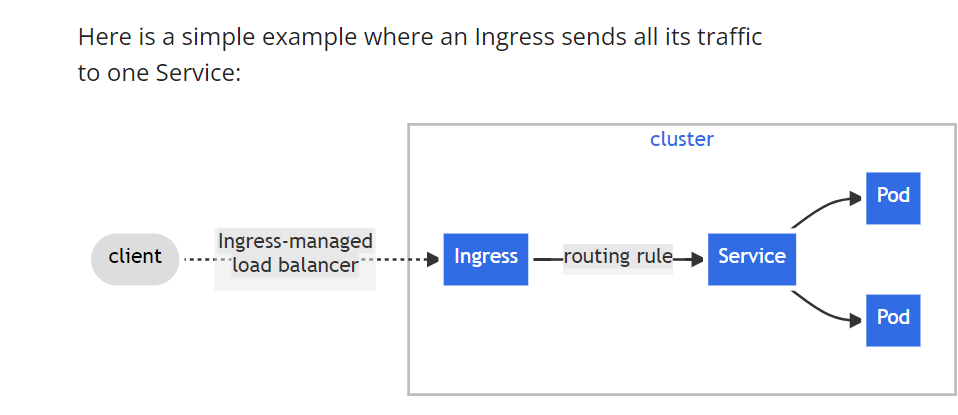 Here is a simple example where an Ingress sends all its traffic
to one Service:
cluster
client
Ingress-managed
load balancer
Ingress
routing rule
Service
Pod
Pod